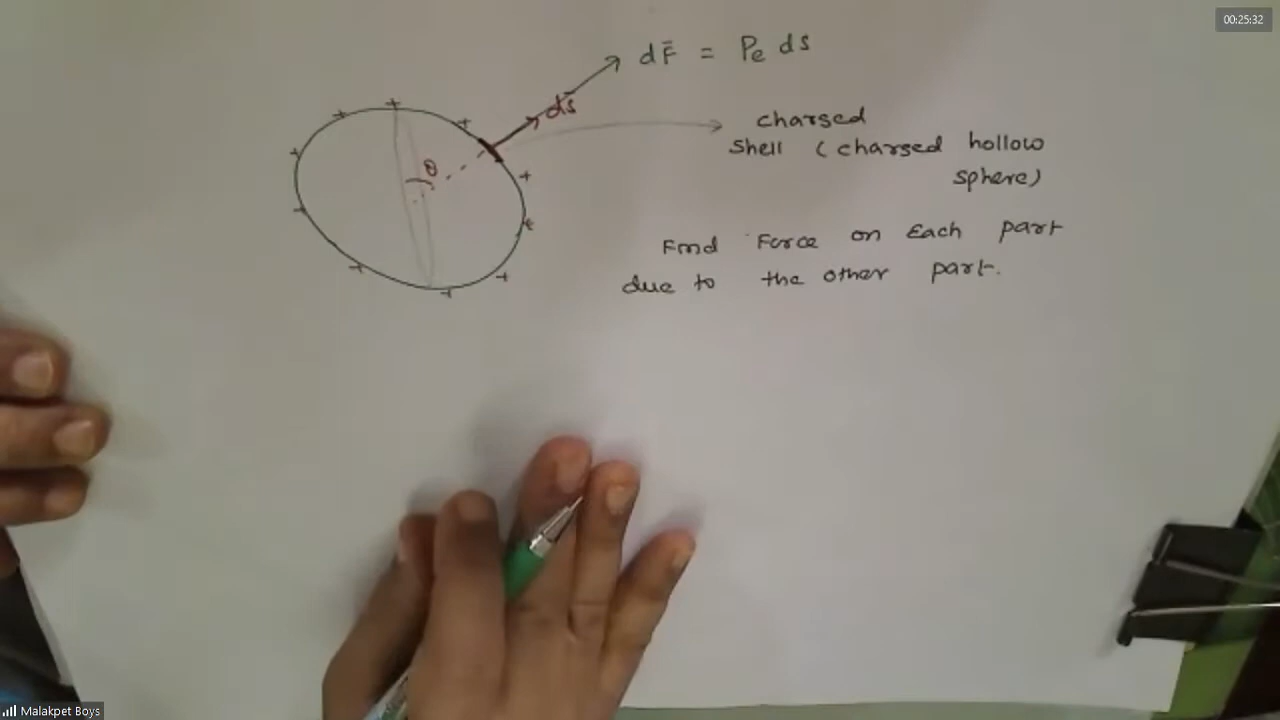 00:25:32
dF̄ = Pe ds
ds̄
θ
charsed
shell (charsed hollow
sphere)
Find Force on Each part
due to the other part.
Malakpet Boys